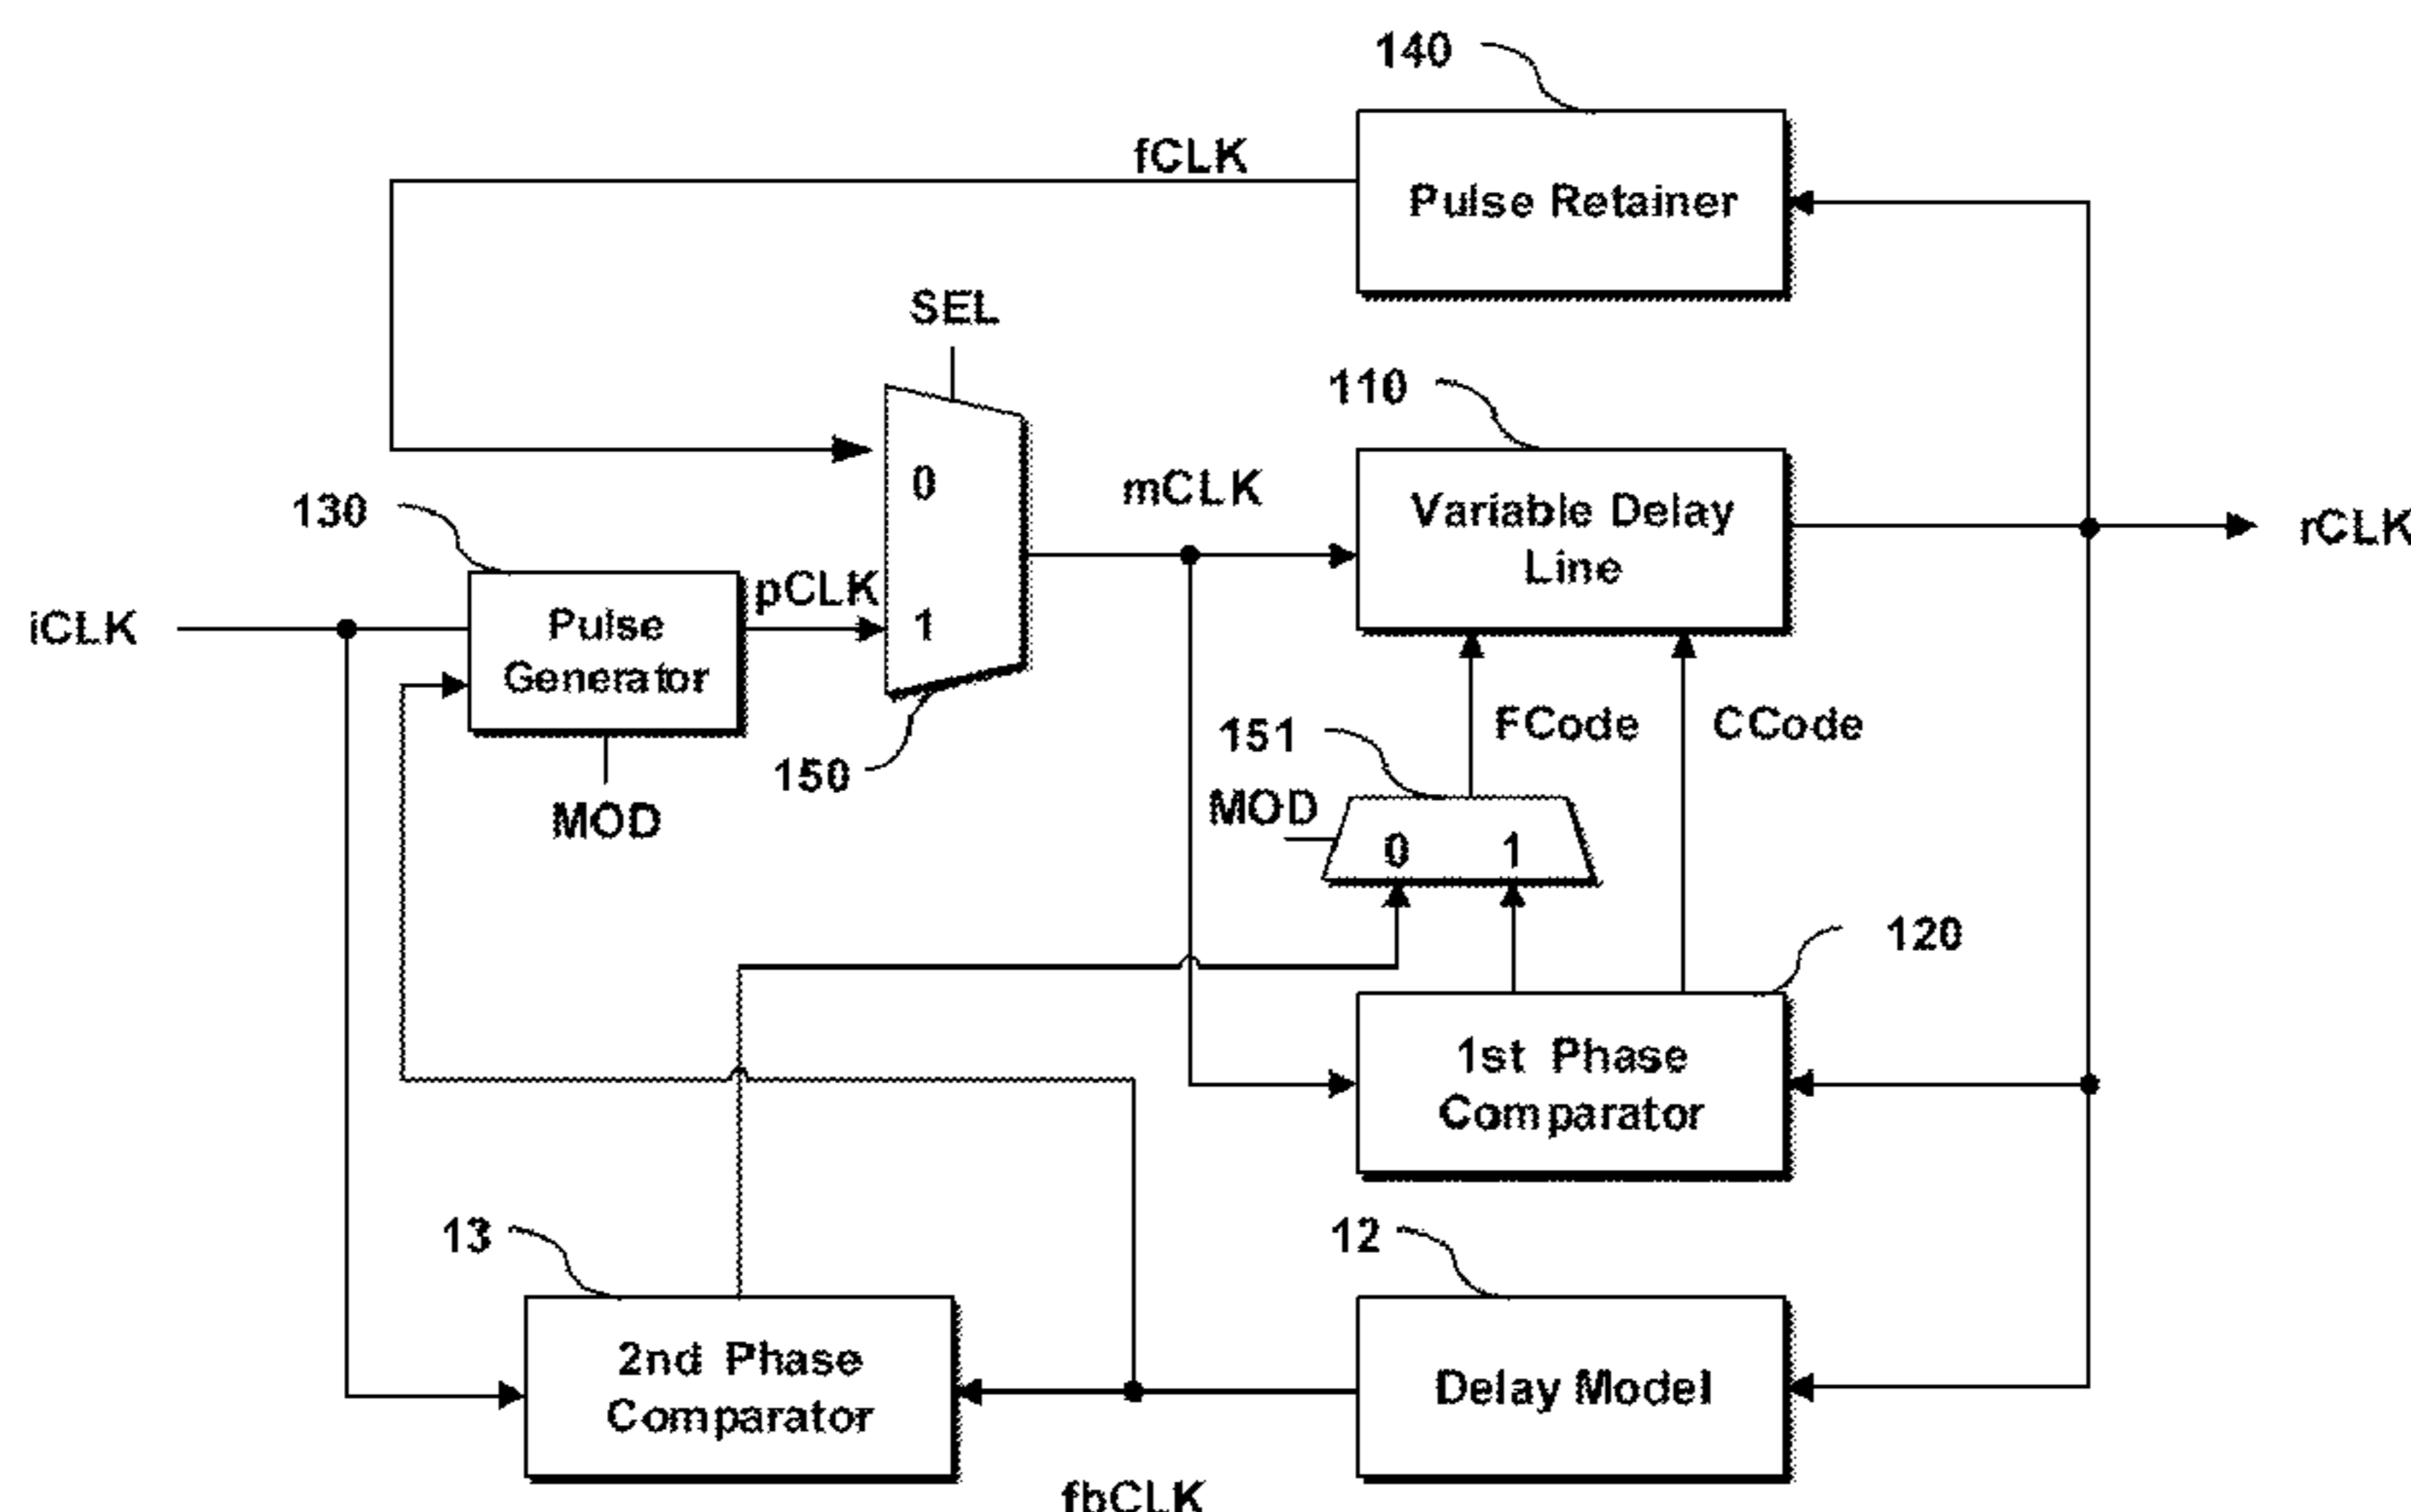 140
fCLK
Pulse Retainer
SEL
110
130
0
mCLK
Variable Delay
Line
rCLK
iCLK
Pulse
Generator
pCLK
1
FCode
CCode
151
150
MOD
MOD
0
1
120
1st Phase
Comparator
13
12
2nd Phase
Comparator
Delay Model
fbCLK